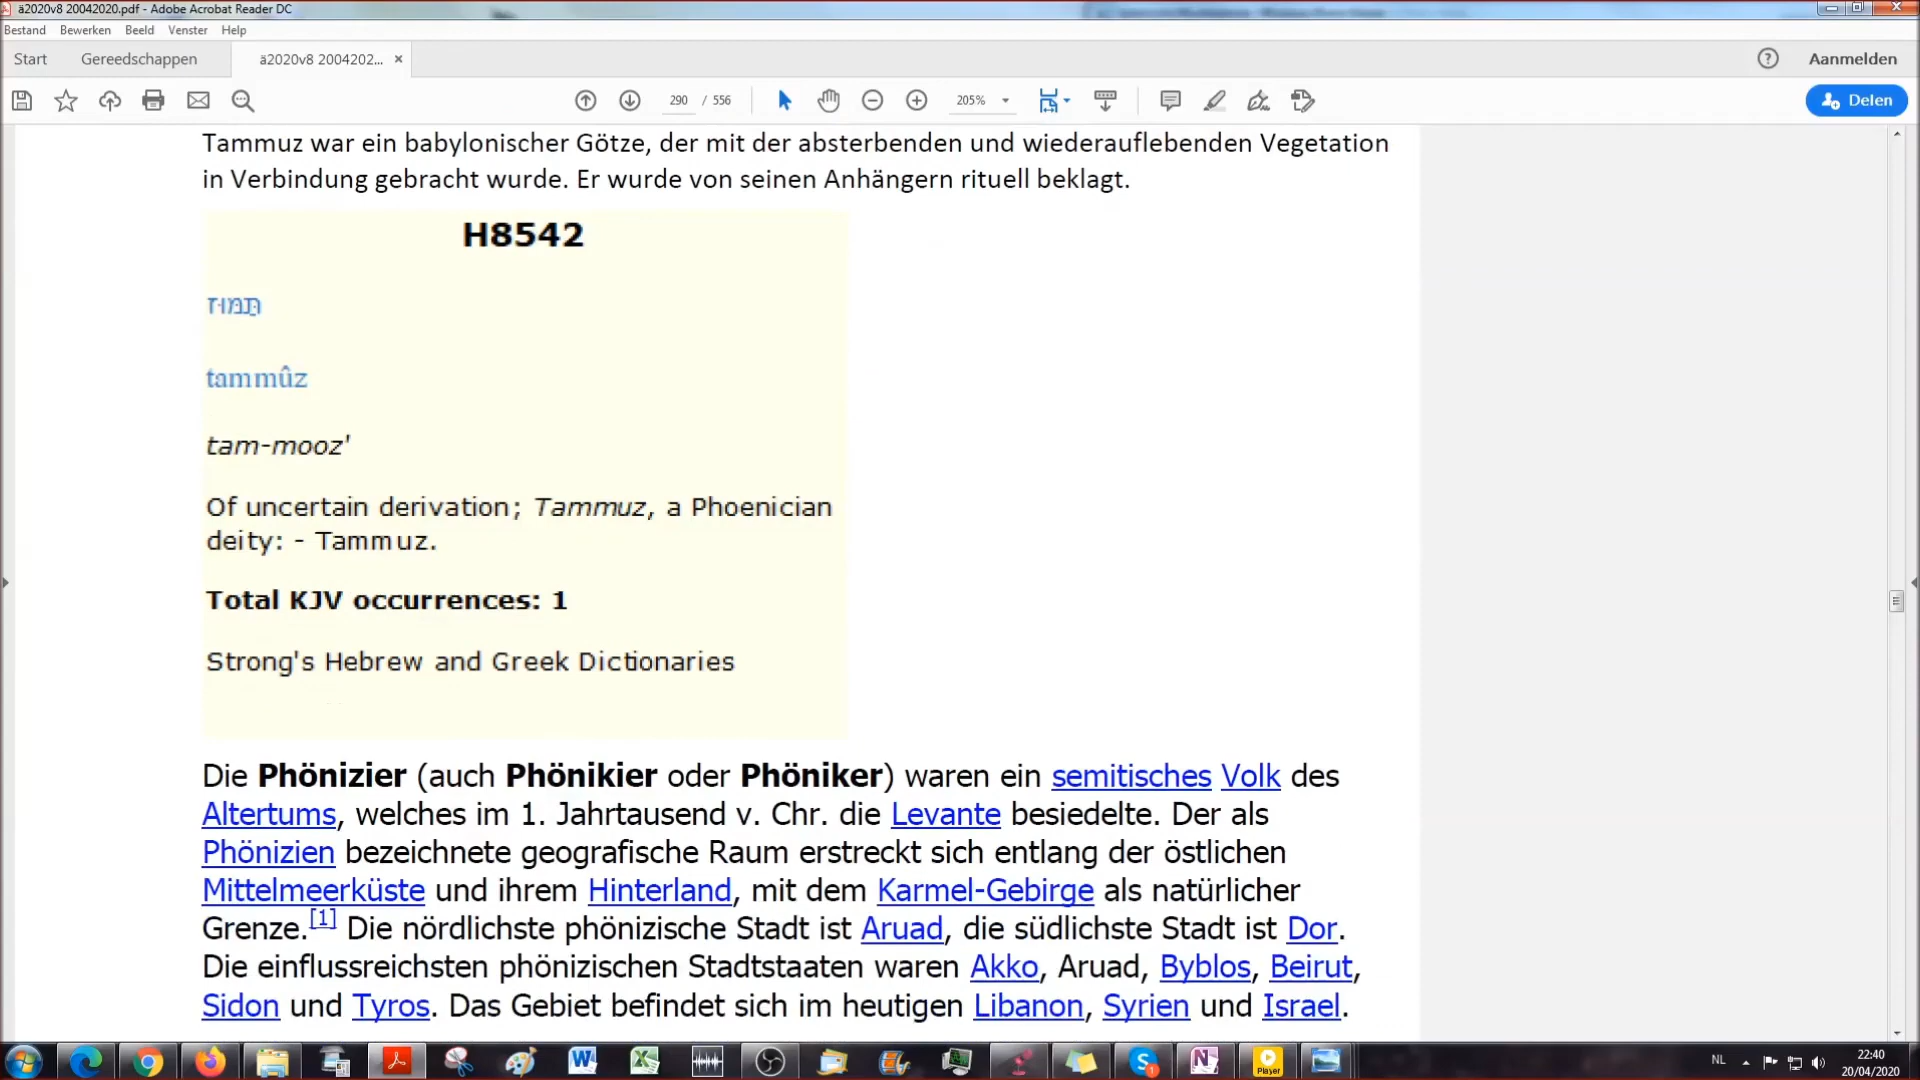 ä2020v8 20042020.pdf - Adobe Acrobat Reader DC
Bestand Bewerken Beeld Venster Help
Start Gereedschappen ä2020v8 2004202... × Aanmelden
290 / 556 205% Delen
Tammuz war ein babylonischer Götze, der mit der absterbenden und wiederauflebenden Vegetation
in Verbindung gebracht wurde. Er wurde von seinen Anhängern rituell beklagt.
H8542
תַּמּוּז
tammûz
tam-mooz'
Of uncertain derivation; Tammuz, a Phoenician
deity: - Tammuz.
Total KJV occurrences: 1
Strong's Hebrew and Greek Dictionaries
Die Phönizier (auch Phönikier oder Phöniker) waren ein semitisches Volk des
Altertums, welches im 1. Jahrtausend v. Chr. die Levante besiedelte. Der als
Phönizien bezeichnete geografische Raum erstreckt sich entlang der östlichen
Mittelmeerküste und ihrem Hinterland, mit dem Karmel-Gebirge als natürlicher
Grenze.[1] Die nördlichste phönizische Stadt ist Aruad, die südlichste Stadt ist Dor.
Die einflussreichsten phönizischen Stadtstaaten waren Akko, Aruad, Byblos, Beirut,
Sidon und Tyros. Das Gebiet befindet sich im heutigen Libanon, Syrien und Israel.
Player
NL 22:40
20/04/2020